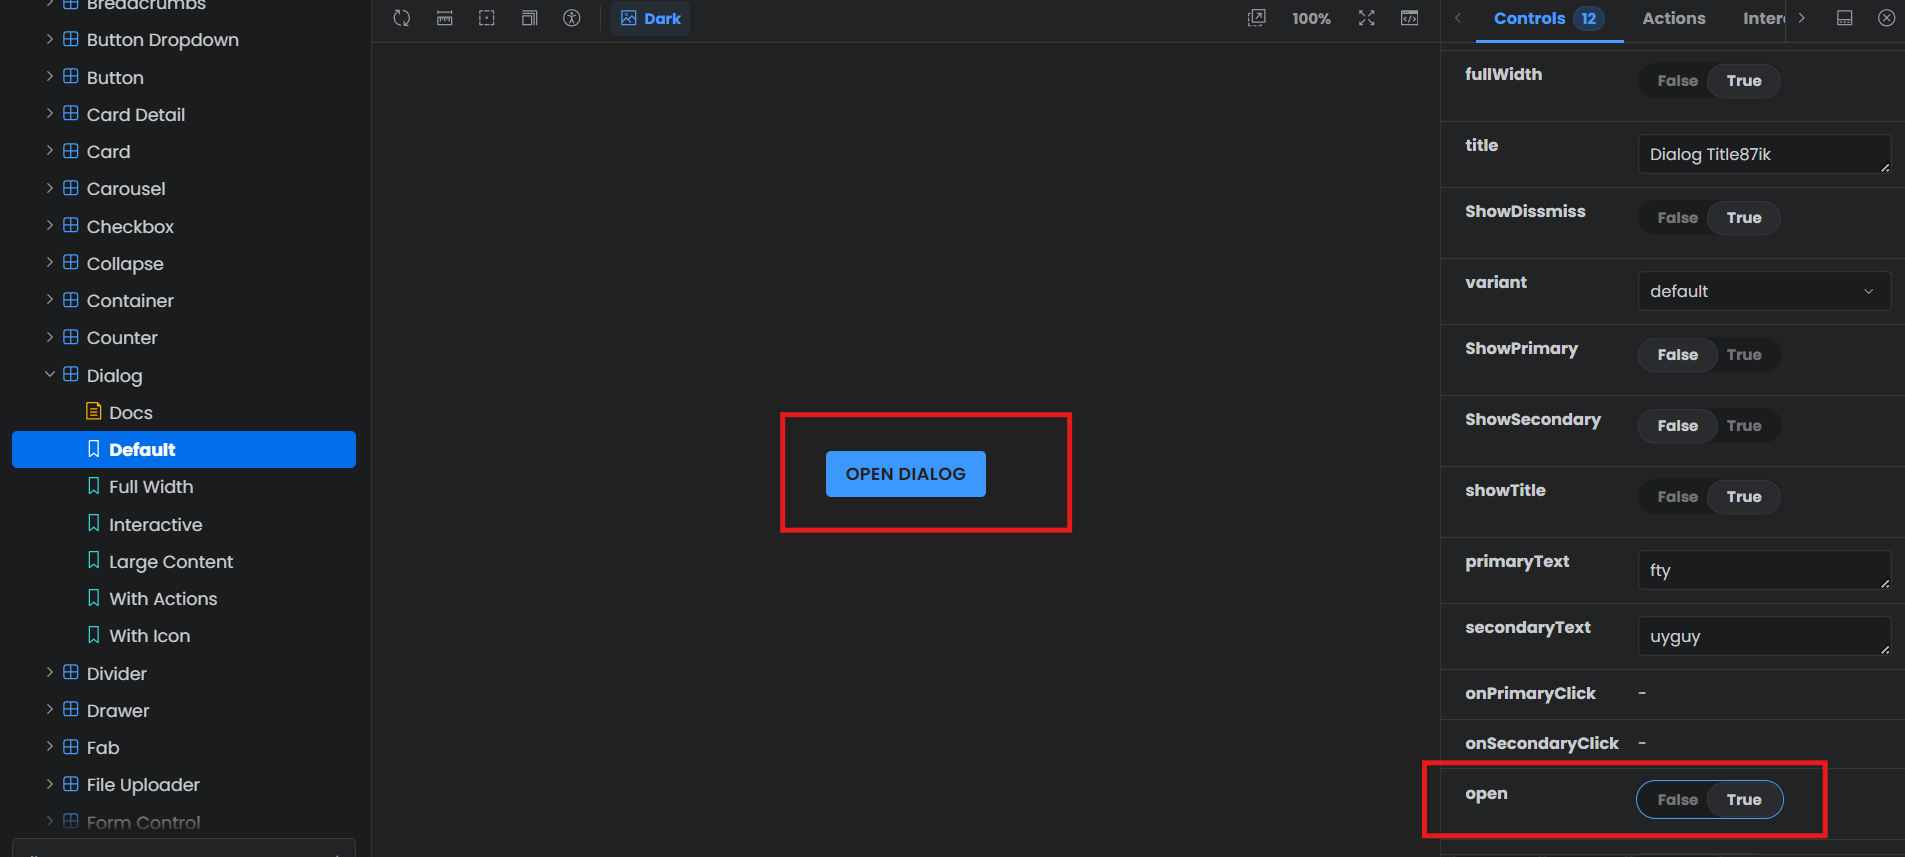 Breadcrumbs
Button Dropdown
Button
Card Detail
Card
Carousel
Checkbox
Collapse
Container
Counter
Dialog
Docs
Default
Full Width
Interactive
Large Content
With Actions
With Icon
Divider
Drawer
Fab
File Uploader
Form Control
Dark
100%
OPEN DIALOG
Controls 12 Actions Inter
fullWidth False True
title Dialog Title87ik
ShowDissmiss False True
variant default
ShowPrimary False True
ShowSecondary False True
showTitle False True
primaryText fty
secondaryText uyguy
onPrimaryClick -
onSecondaryClick -
open False True